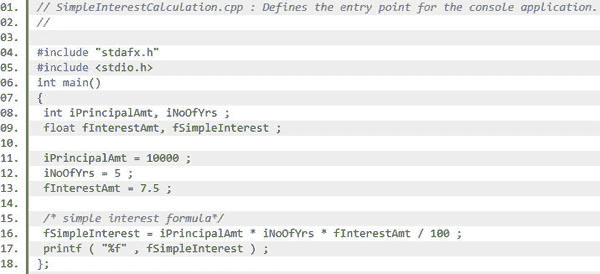 01. // SimpleInterestCalculation.cpp : Defines the entry point for the console application.
02. //
03.
04. #include "stdafx.h"
05. #include <stdio.h>
06. int main()
07. {
08. int iPrincipalAmt, iNoOfYrs ;
09. float fInterestAmt, fSimpleInterest ;
10.
11. iPrincipalAmt = 10000 ;
12. iNoOfYrs = 5 ;
13. fInterestAmt = 7.5 ;
14.
15. /* simple interest formula*/
16. fSimpleInterest = iPrincipalAmt * iNoOfYrs * fInterestAmt / 100 ;
17. printf ( "%f" , fSimpleInterest ) ;
18. };